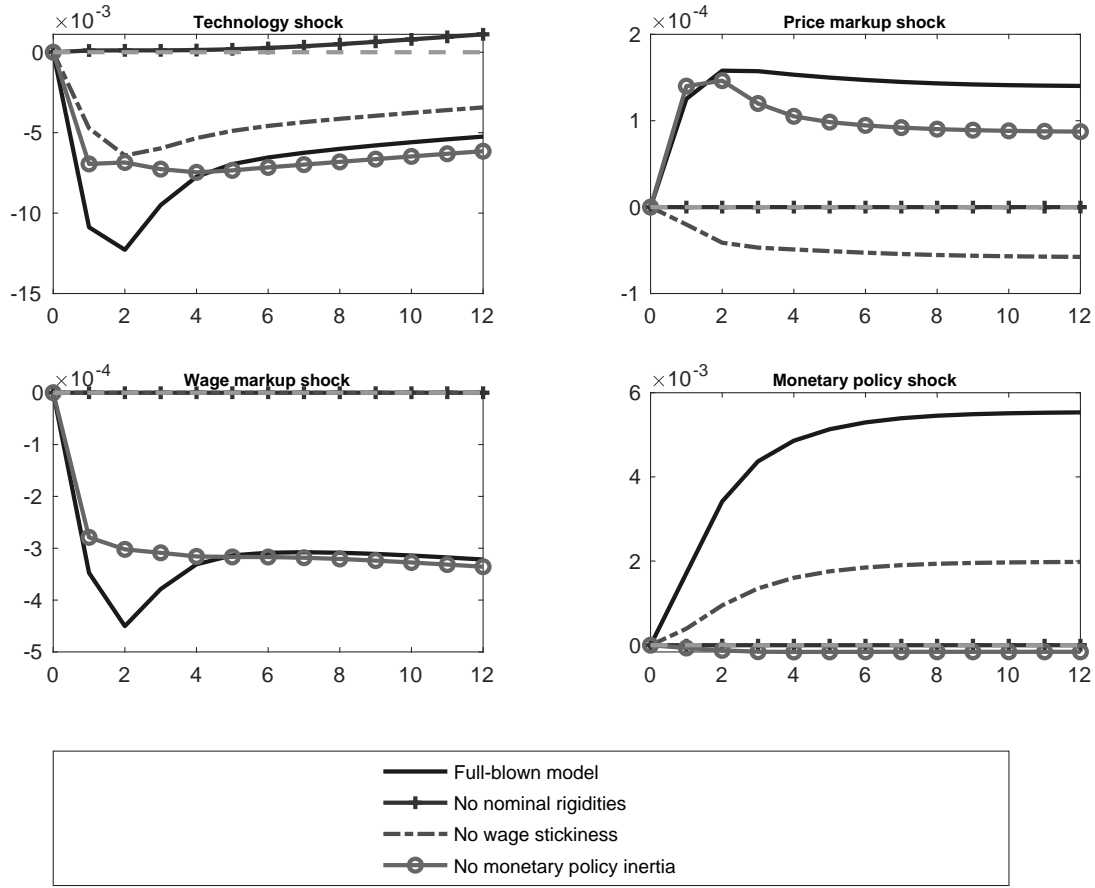 Technology shock
×10-3
0
-5
-10
-15
0 2 4 6 8 10 12
Price markup shock
×10-4
2
1
0
-1
0 2 4 6 8 10 12
Wage markup shock
×10-4
0
-1
-2
-3
-4
-5
0 2 4 6 8 10 12
Monetary policy shock
×10-3
6
4
2
0
0 2 4 6 8 10 12
Full-blown model
No nominal rigidities
No wage stickiness
No monetary policy inertia